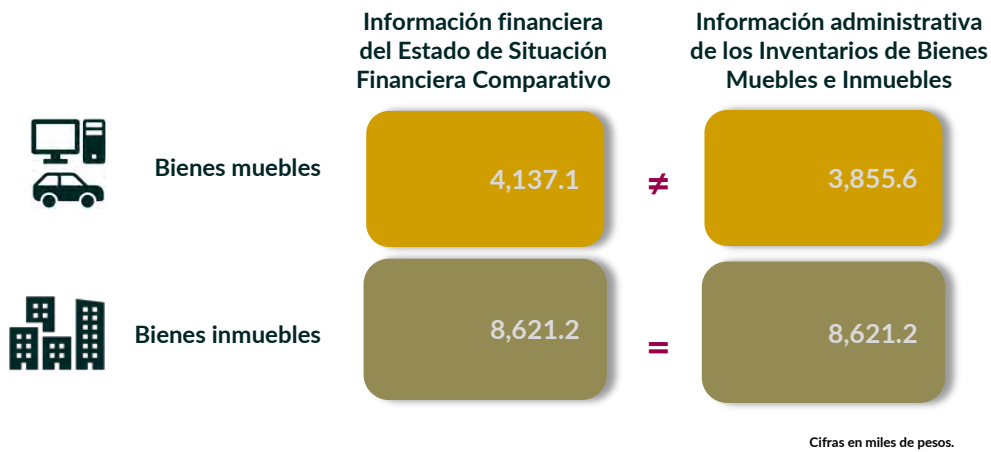 Información financiera
del Estado de Situación
Financiera Comparativo
Información administrativa
de los Inventarios de Bienes
Muebles e Inmuebles
Bienes muebles
4,137.1
≠
3,855.6
Bienes inmuebles
8,621.2
=
8,621.2
Cifras en miles de pesos.